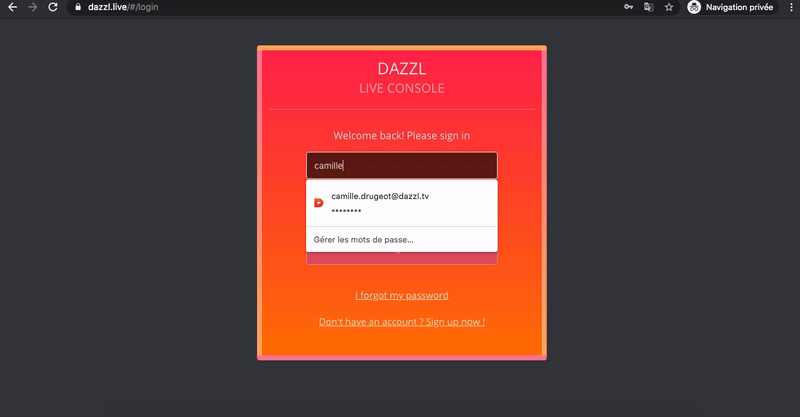 dazzl.live/#/login
Navigation privée
DAZZL
LIVE CONSOLE
Welcome back! Please sign in
camille
camille.drugeot@dazzl.tv
••••••••
Gérer les mots de passe...
I forgot my password
Don't have an account ? Sign up now !